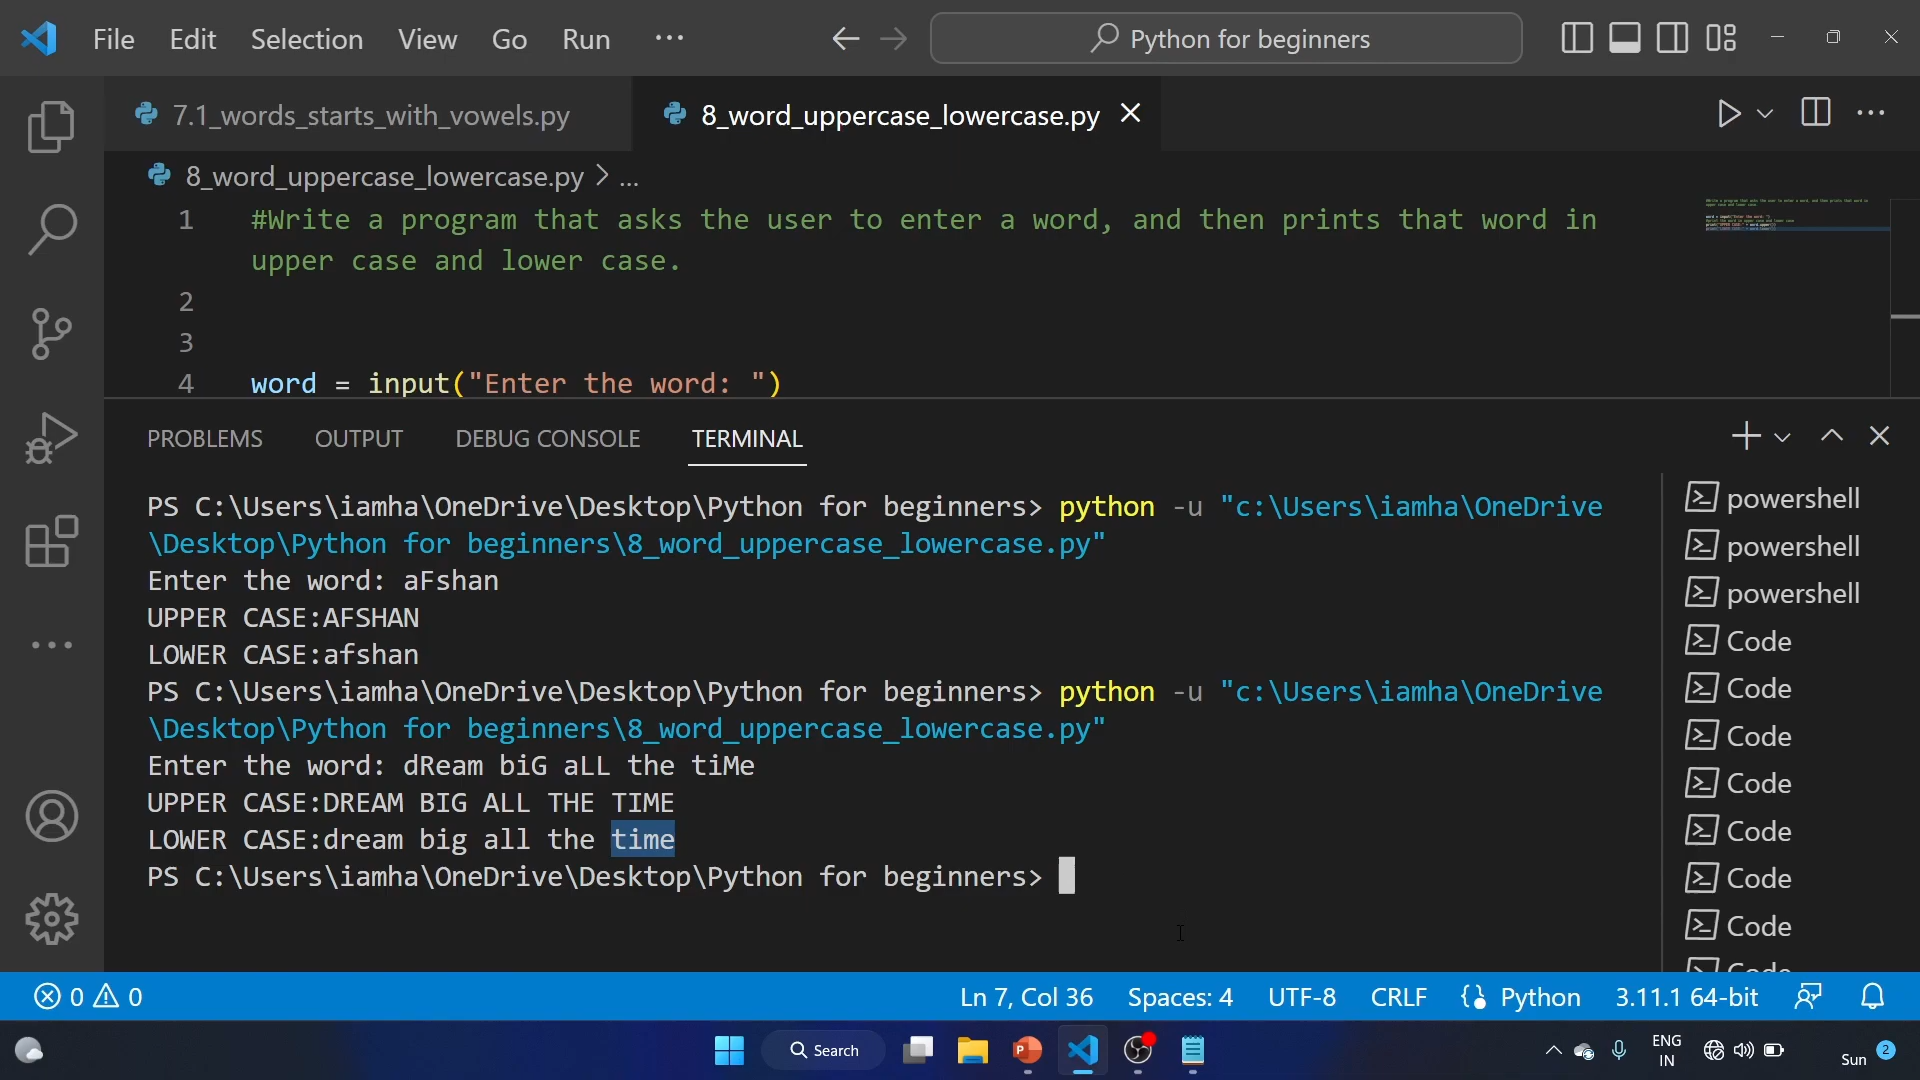 File Edit Selection View Go Run ...
Python for beginners
7.1_words_starts_with_vowels.py
8_word_uppercase_lowercase.py
8_word_uppercase_lowercase.py > ...
1 #Write a program that asks the user to enter a word, and then prints that word in
upper case and lower case.
2
3
4 word = input("Enter the word: ")
PROBLEMS OUTPUT DEBUG CONSOLE TERMINAL
PS C:\Users\iamha\OneDrive\Desktop\Python for beginners> python -u "c:\Users\iamha\OneDrive
\Desktop\Python for beginners\8_word_uppercase_lowercase.py"
Enter the word: aFshan
UPPER CASE:AFSHAN
LOWER CASE:afshan
PS C:\Users\iamha\OneDrive\Desktop\Python for beginners> python -u "c:\Users\iamha\OneDrive
\Desktop\Python for beginners\8_word_uppercase_lowercase.py"
Enter the word: dReam biG aLL the tiMe
UPPER CASE:DREAM BIG ALL THE TIME
LOWER CASE:dream big all the time
PS C:\Users\iamha\OneDrive\Desktop\Python for beginners>
powershell
powershell
powershell
Code
Code
Code
Code
Code
Code
Code
0 0
Ln 7, Col 36 Spaces: 4 UTF-8 CRLF Python 3.11.1 64-bit
Search
ENG
IN
Sun 2